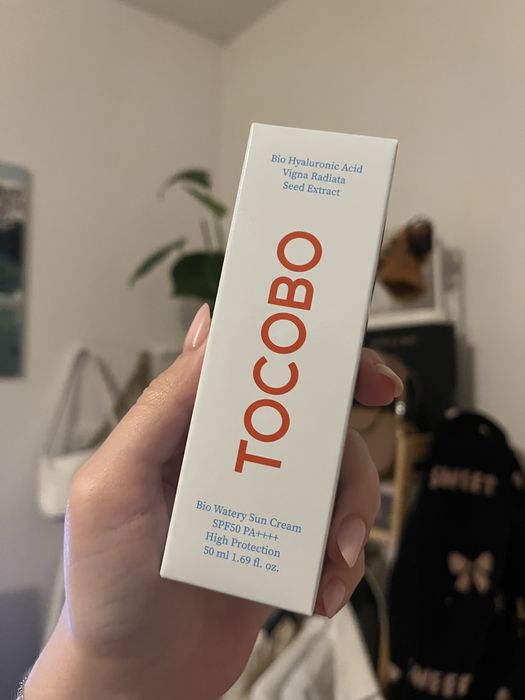 Bio Hyaluronic Acid
Vigna Radiata
Seed Extract
TOCOBO
Bio Watery Sun Cream
SPF50 PA++++
High Protection
50 ml 1.69 fl. oz.
SWEET